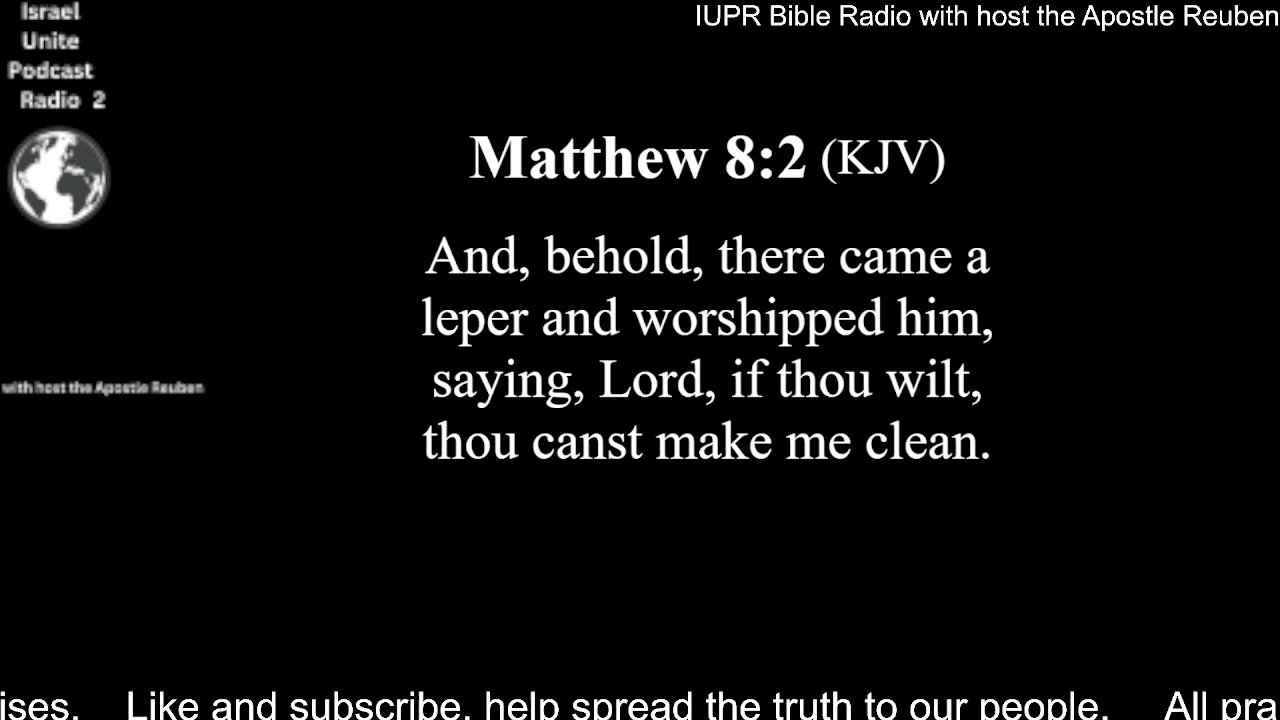 Israel
Unite
Podcast
Radio 2
IUPR Bible Radio with host the Apostle Reuben
Matthew 8:2 (KJV)
And, behold, there came a
leper and worshipped him,
saying, Lord, if thou wilt,
thou canst make me clean.
with host the Apostle Reuben
ises. Like and subscribe, help spread the truth to our people. All pra